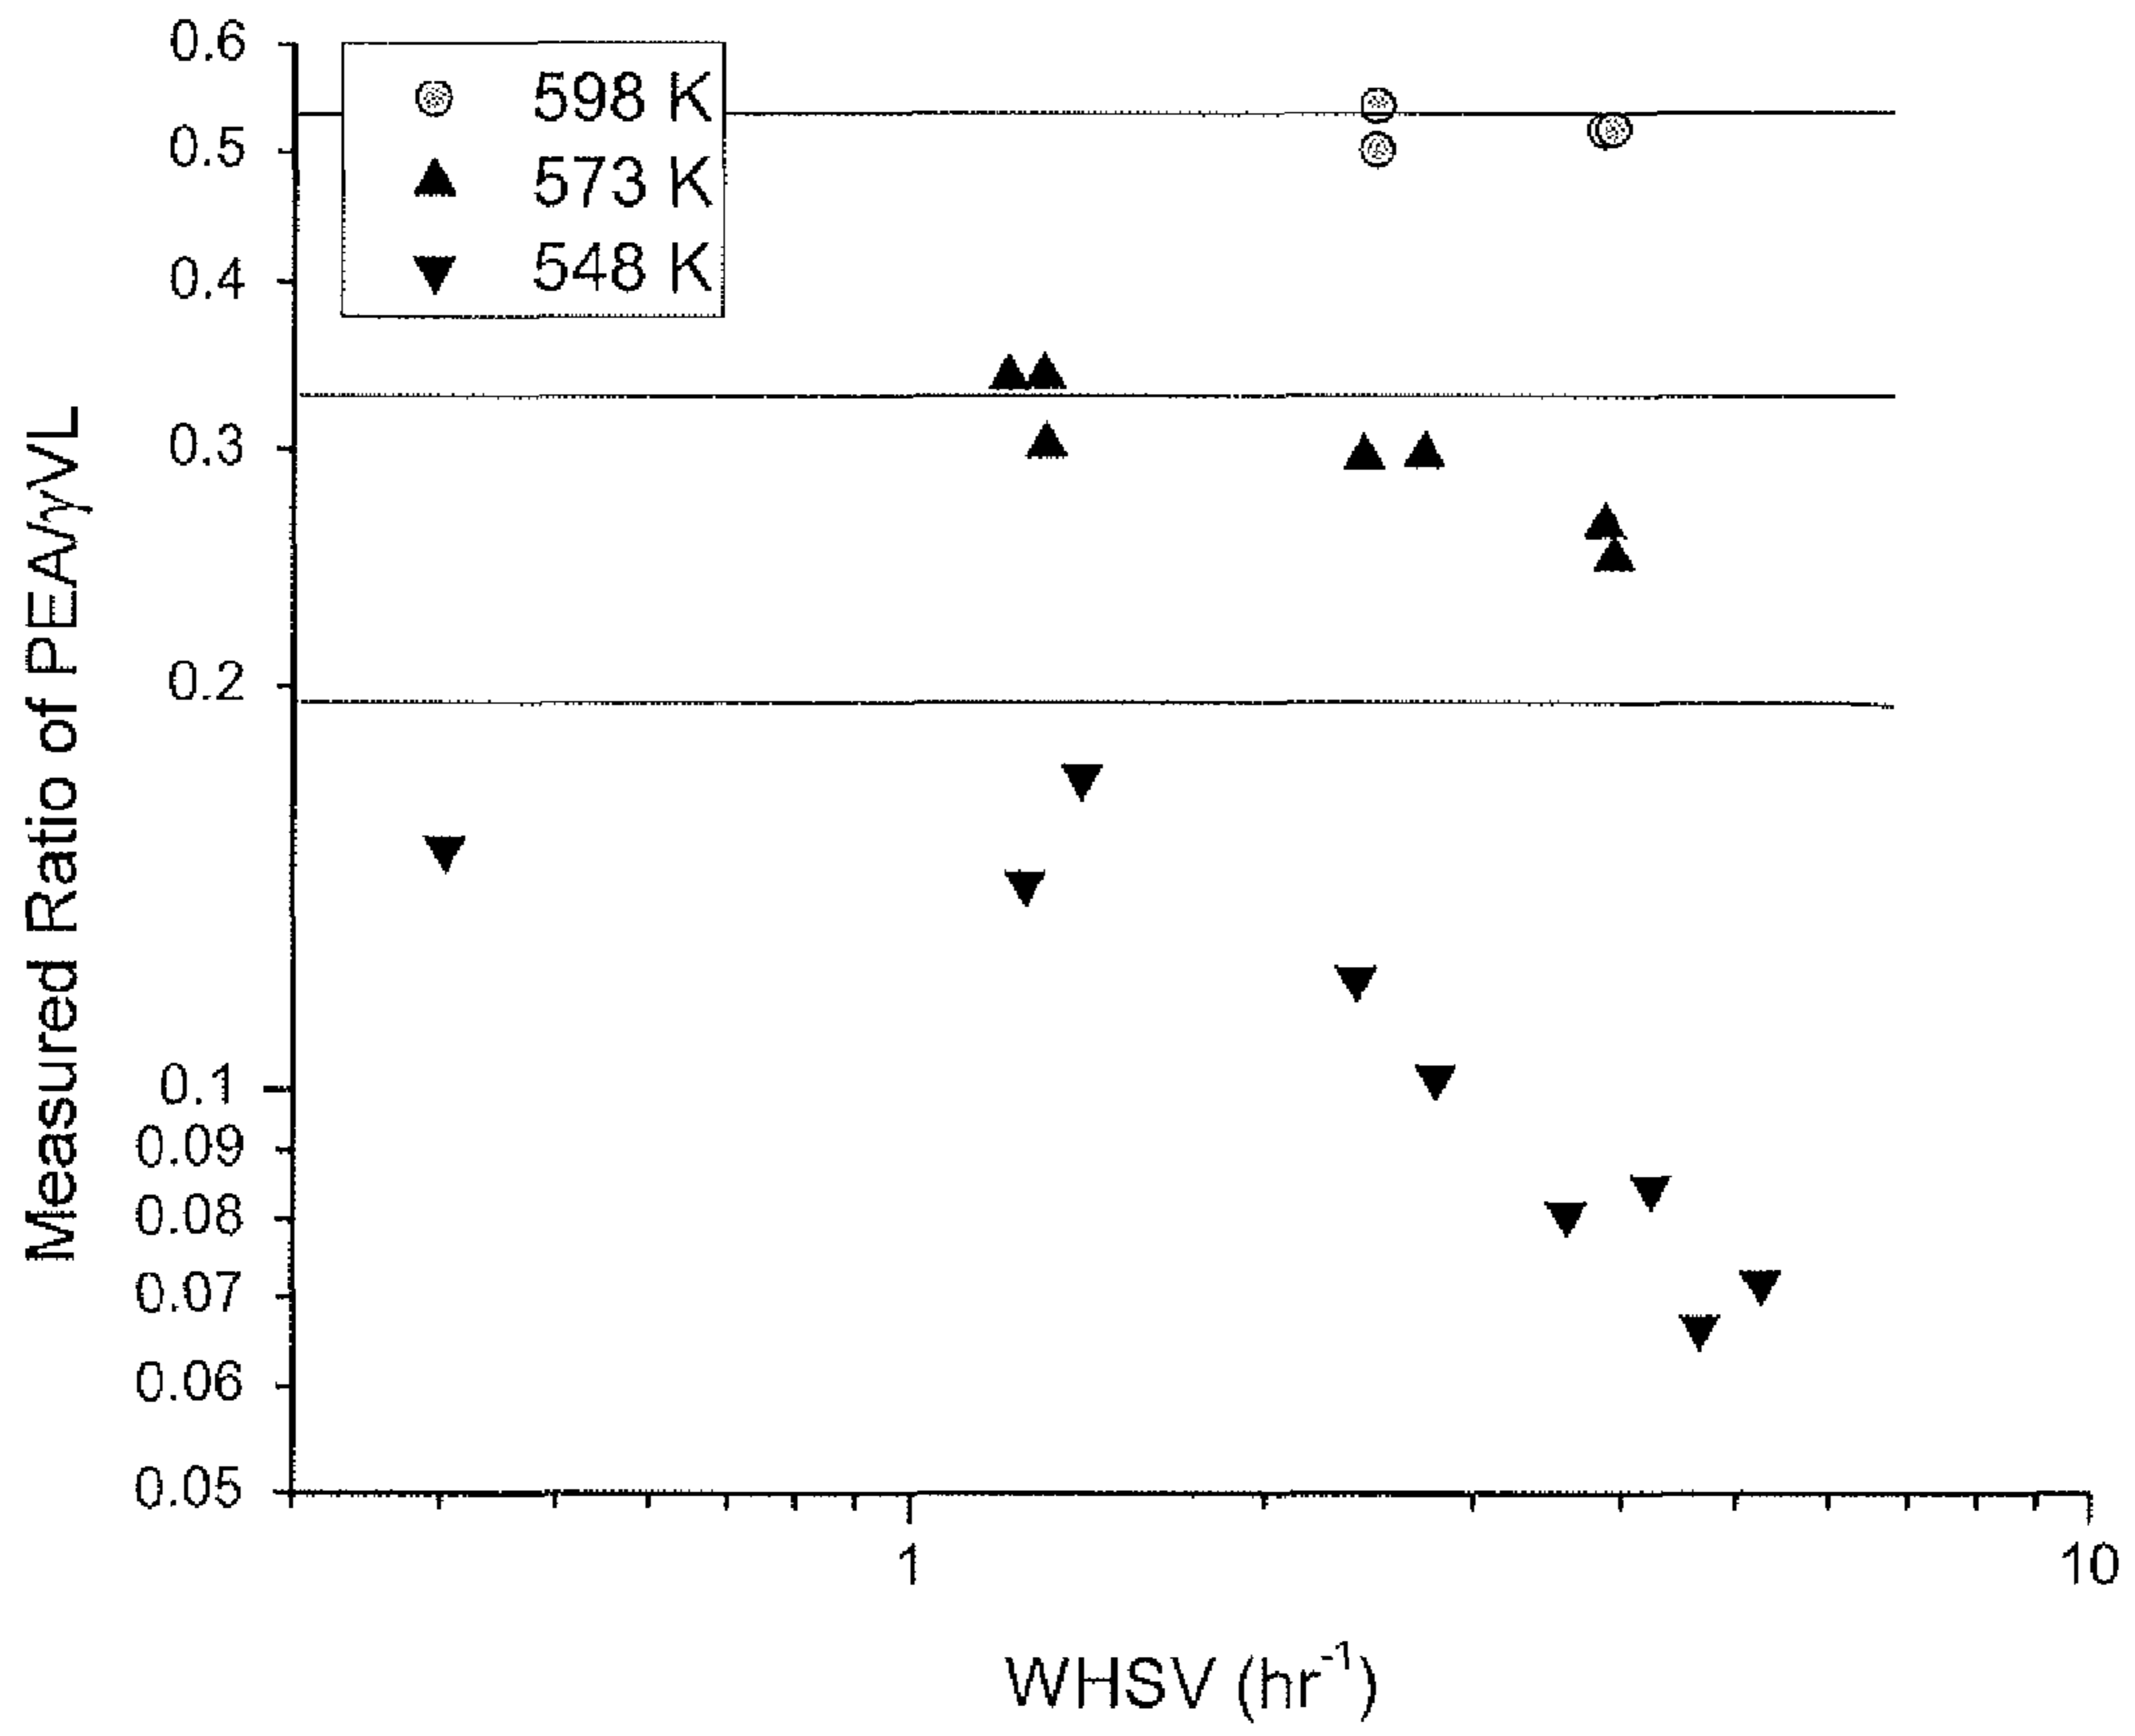 0.6
0.5
0.4
0.3
0.2
0.1
0.09
0.08
0.07
0.06
0.05
598 K
573 K
548 K
Measured Ratio of PEA/γVL
1
10
WHSV (hr⁻¹)